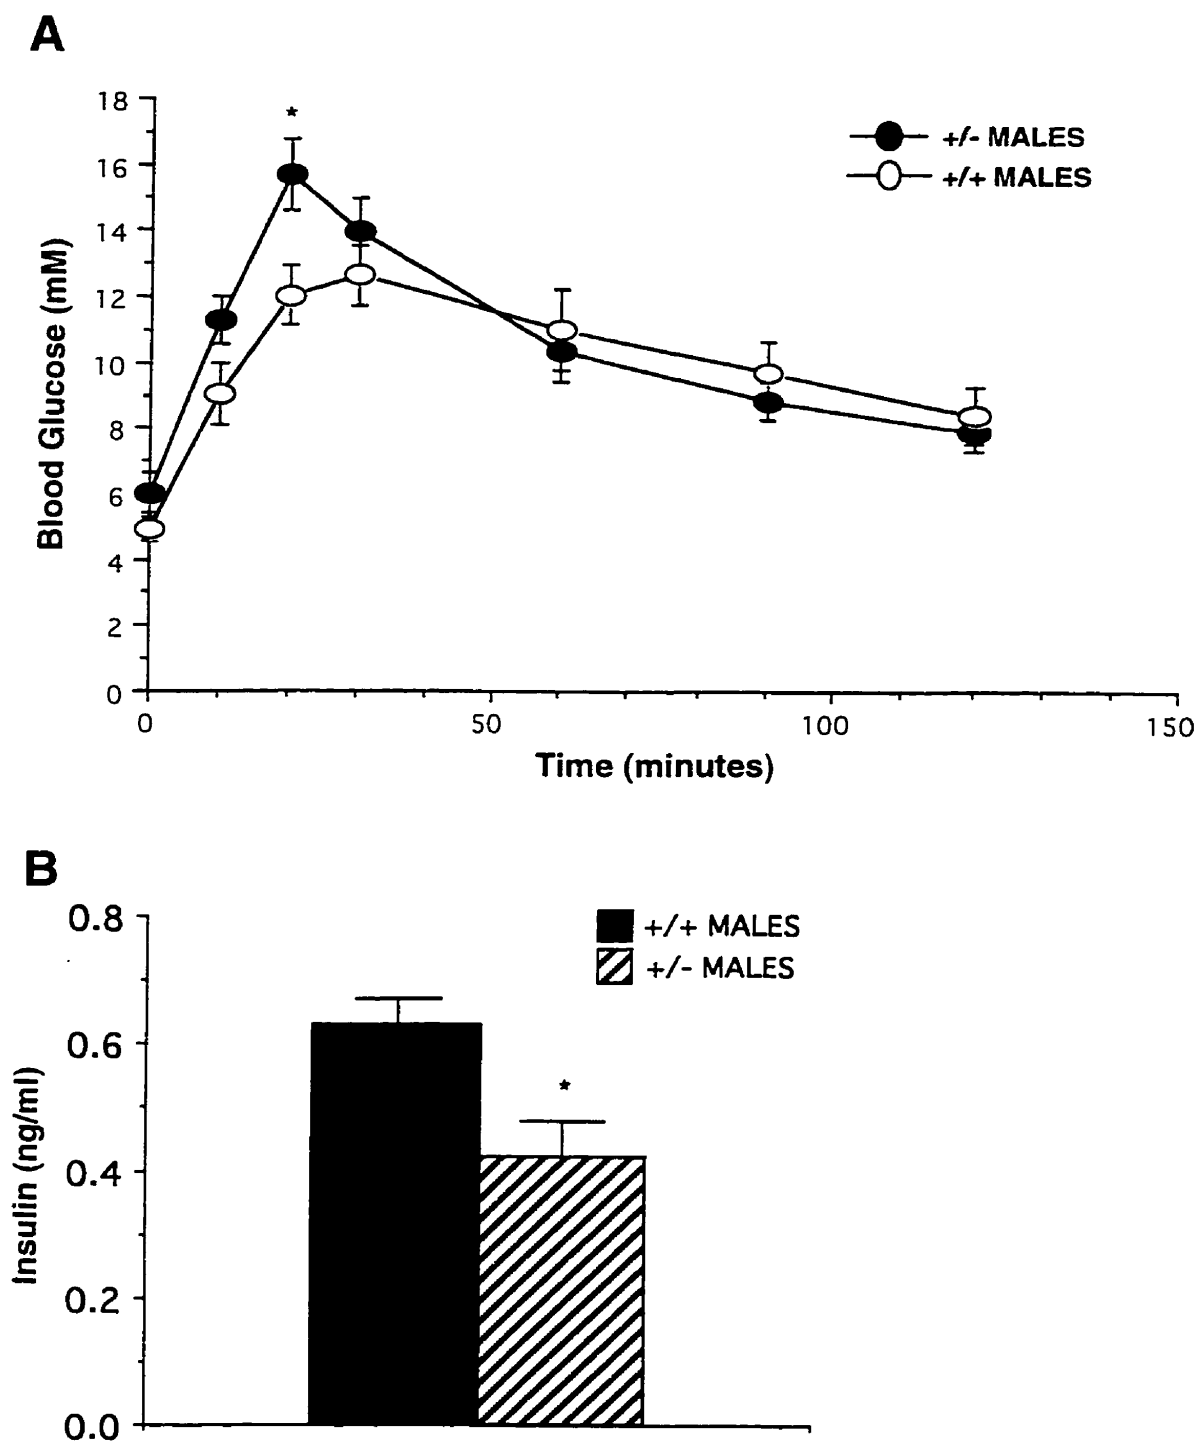 A
18
16
14
12
10
8
6
4
2
0
*
+/- MALES
+/+ MALES
Blood Glucose (mM)
0 50 100 150
Time (minutes)
B
0.8
0.6
0.4
0.2
0.0
+/+ MALES
+/- MALES
*
Insulin (ng/ml)